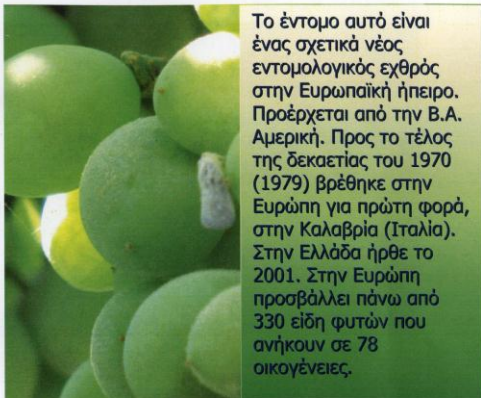 Το έντομο αυτό είναι
ένας σχετικά νέος
εντομολογικός εχθρός
στην Ευρωπαϊκή ήπειρο.
Προέρχεται από την Β.Α.
Αμερική. Προς το τέλος
της δεκαετίας του 1970
(1979) βρέθηκε στην
Ευρώπη για πρώτη φορά,
στην Καλαβρία (Ιταλία).
Στην Ελλάδα ήρθε το
2001. Στην Ευρώπη
προσβάλλει πάνω από
330 είδη φυτών που
ανήκουν σε 78
οικογένειες.